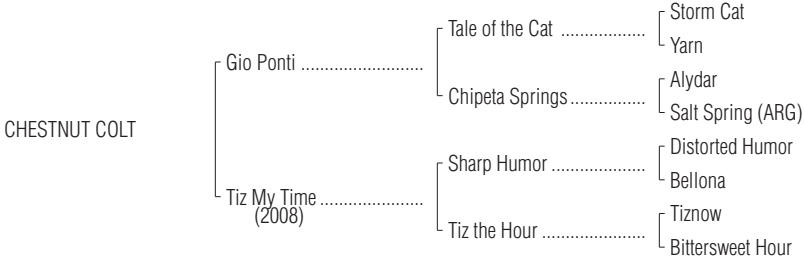 Storm Cat
Tale of the Cat ...................
Yarn
Gio Ponti ...........................
Alydar
Chipeta Springs.................
Salt Spring (ARG)
CHESTNUT COLT
Distorted Humor
Sharp Humor .....................
Bellona
Tiz My Time.......................
(2008)
Tiznow
Tiz the Hour .......................
Bittersweet Hour